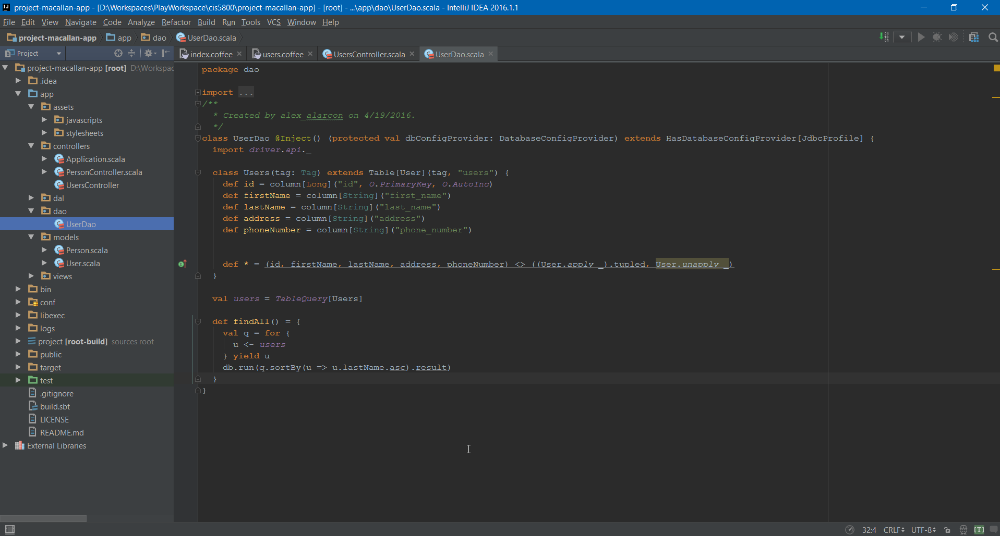 project-macallan-app - [D:\Workspaces\PlayWorkspace\cis5800\project-macallan-app] - [root] - ...\app\dao\UserDao.scala - IntelliJ IDEA 2016.1.1
File Edit View Navigate Code Analyze Refactor Build Run Tools VCS Window Help
project-macallan-app app dao UserDao.scala
Project
index.coffee users.coffee UsersController.scala UserDao.scala
project-macallan-app [root] D:\Workspac
.idea
app
assets
javascripts
stylesheets
controllers
Application.scala
PersonController.scala
UsersController
dal
dao
UserDao
models
Person.scala
User.scala
views
bin
conf
libexec
logs
project [root-build] sources root
public
target
test
.gitignore
build.sbt
LICENSE
README.md
External Libraries
package dao
import ...
/**
* Created by alex_alarcon on 4/19/2016.
*/
class UserDao @Inject() (protected val dbConfigProvider: DatabaseConfigProvider) extends HasDatabaseConfigProvider[JdbcProfile] {
import driver.api._
class Users(tag: Tag) extends Table[User](tag, "users") {
def id = column[Long]("id", O.PrimaryKey, O.AutoInc)
def firstName = column[String]("first_name")
def lastName = column[String]("last_name")
def address = column[String]("address")
def phoneNumber = column[String]("phone_number")
def * = (id, firstName, lastName, address, phoneNumber) <> ((User.apply _).tupled, User.unapply _)
}
val users = TableQuery[Users]
def findAll() = {
val q = for {
u <- users
} yield u
db.run(q.sortBy(u => u.lastName.asc).result)
}
}
32:4 CRLF UTF-8 [T]